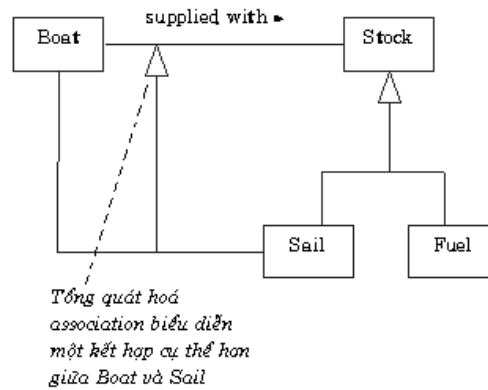 supplied with ►
Boat
Stock
Sail
Fuel
Tổng quát hoá
association biểu diễn
một kết hợp cụ thể hơn
giữa Boat và Sail